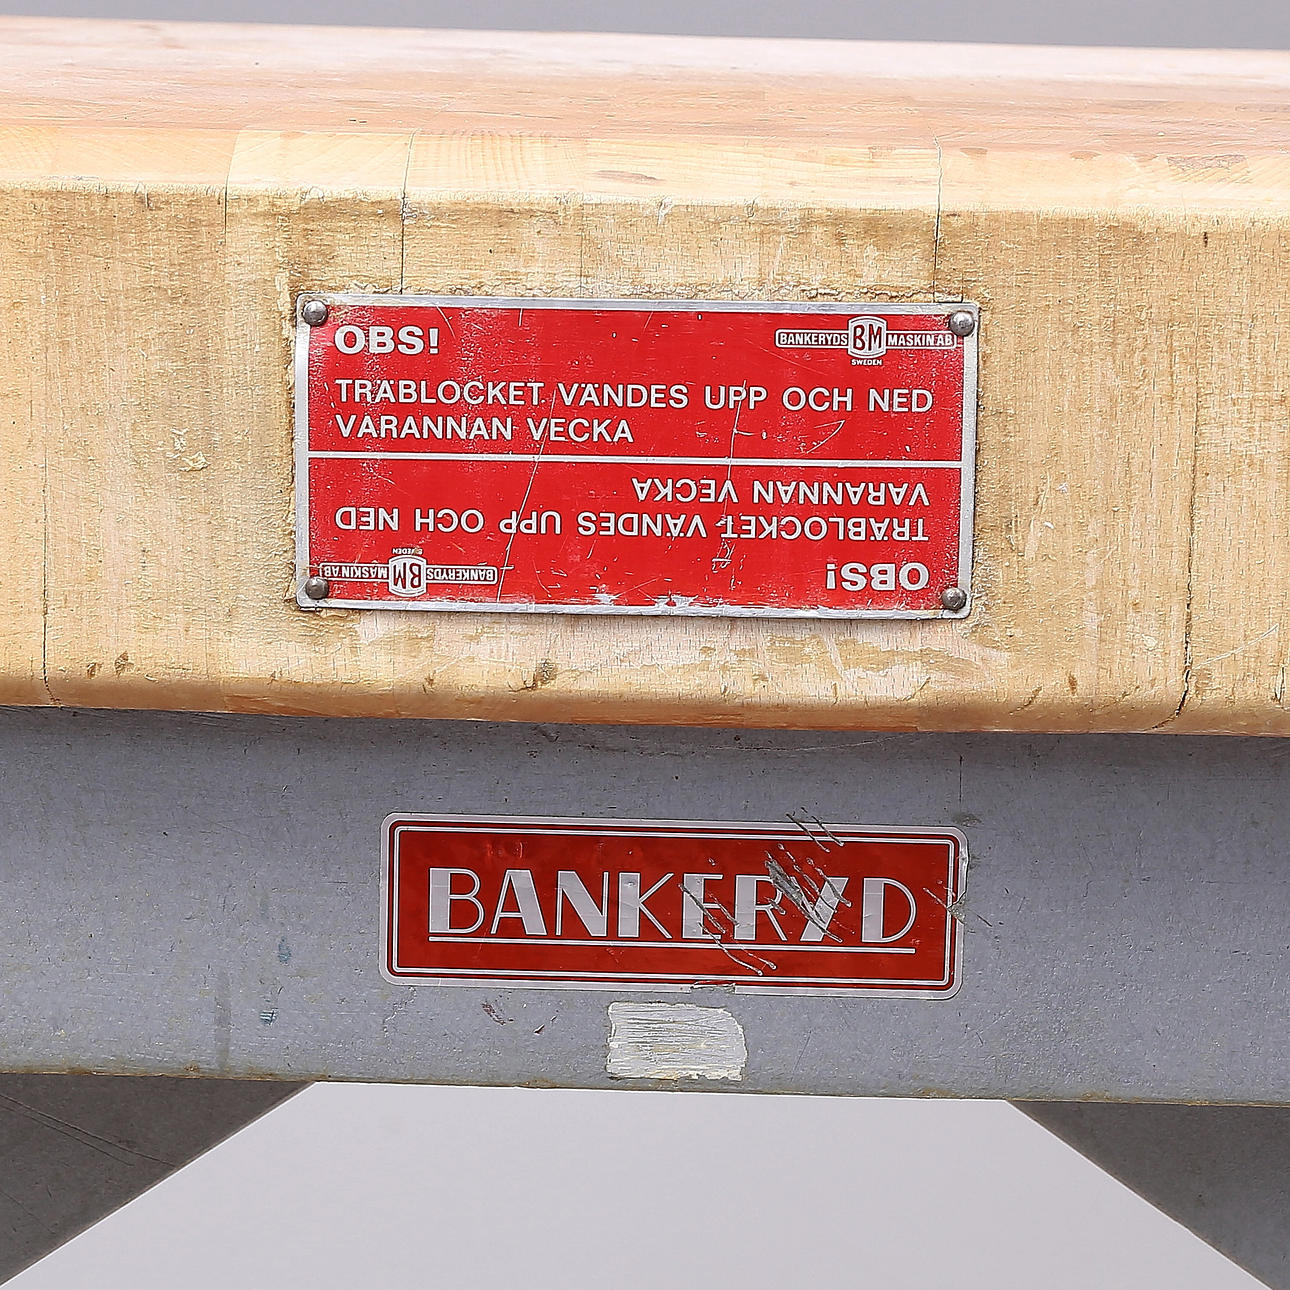 OBS!
BANKERYDS BM MASKIN AB
SWEDEN
TRÄBLOCKET VÄNDES UPP OCH NED
VARANNAN VECKA
OBS!
BANKERYDS BM MASKIN AB
SWEDEN
TRÄBLOCKET VÄNDES UPP OCH NED
VARANNAN VECKA
BANKERYD